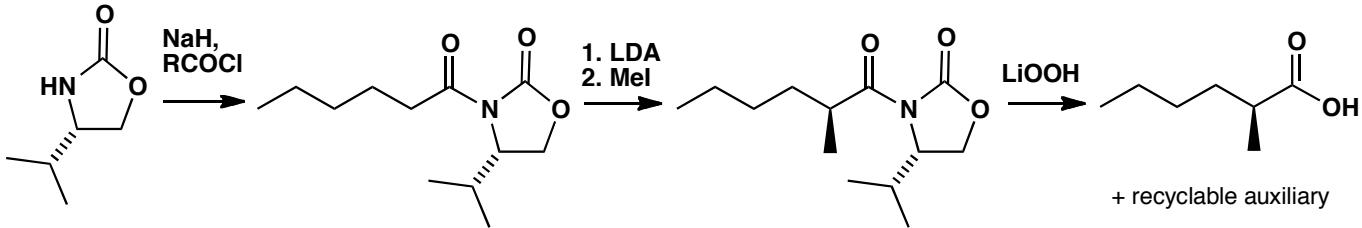 O
HN
O
NaH,
RCOCl
O
O
N
O
1. LDA
2. MeI
O
O
N
O
LiOOH
O
OH
+ recyclable auxiliary